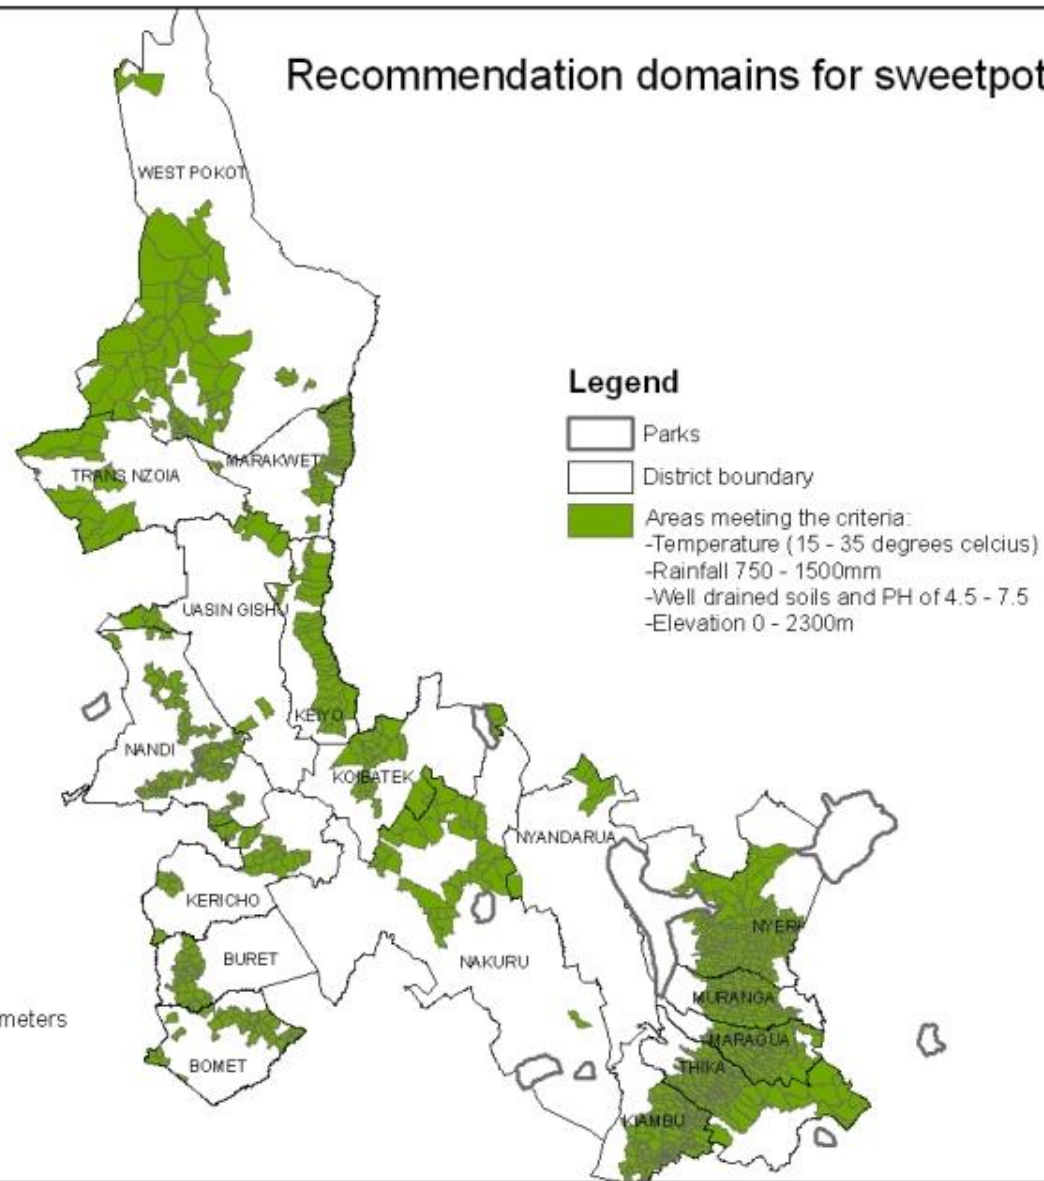 Recommendation domains for sweetpot
WEST POKOT
Legend
Parks
MARAKWET
TRANS NZOIA
District boundary
Areas meeting the criteria:
-Temperature (15 - 35 degrees celcius)
-Rainfall 750 - 1500mm
-Well drained soils and PH of 4.5 - 7.5
-Elevation 0 - 2300m
UASIN GISHU
KEIYO
NANDI
KOIBATEK
NYANDARUA
KERICHO
NYERI
BURET
NAKURU
MURANGA
meters
MARAGUA
BOMET
THIKA
KIAMBU